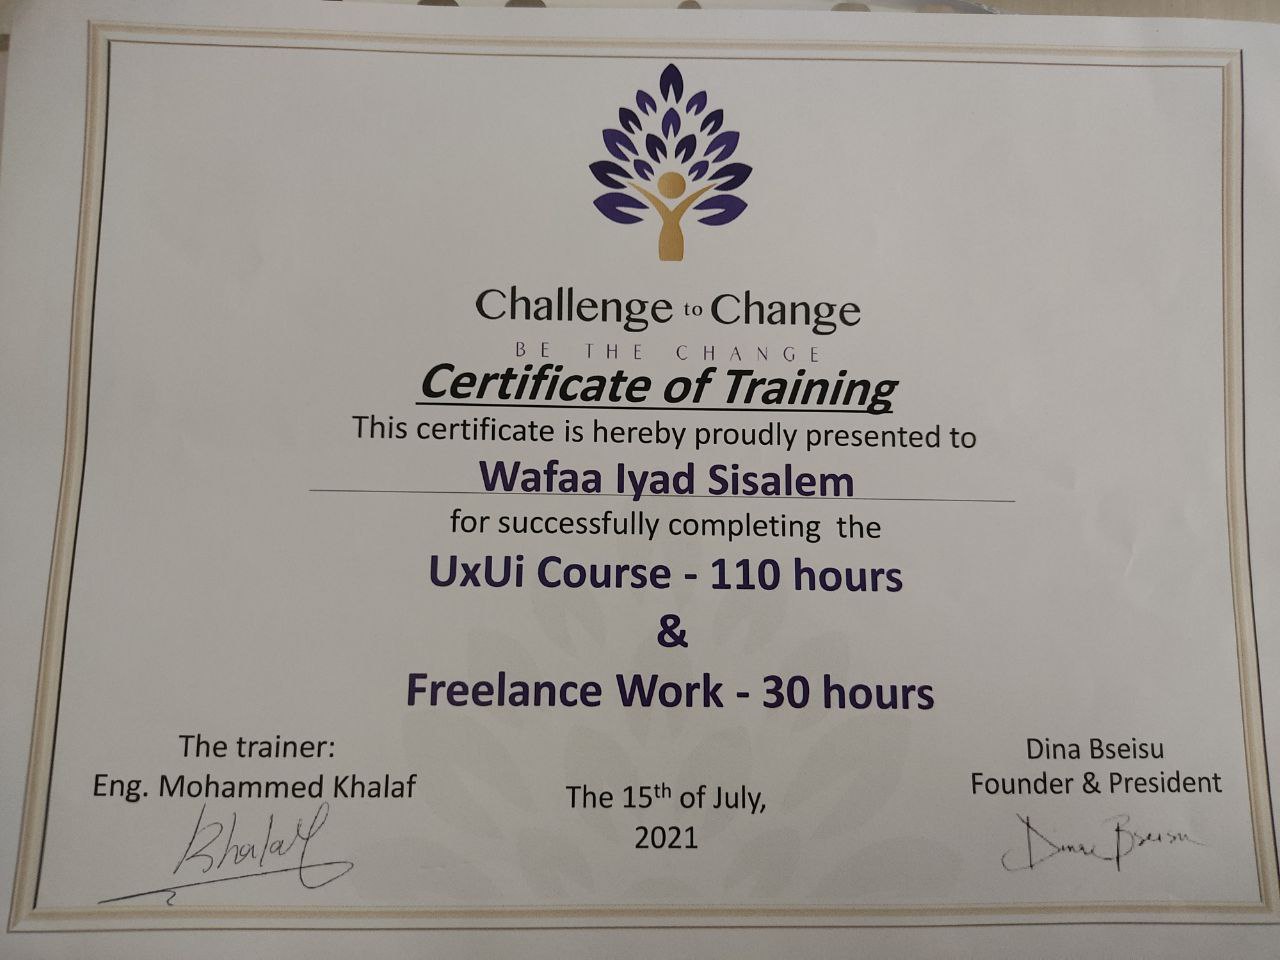 Challenge to Change
BE THE CHANGE
Certificate of Training
This certificate is hereby proudly presented to
Wafaa Iyad Sisalem
for successfully completing the
UxUi Course - 110 hours
&
Freelance Work - 30 hours
The trainer:
Eng. Mohammed Khalaf
Khalaf
The 15th of July,
2021
Dina Bseisu
Founder & President
Dina Bseisu